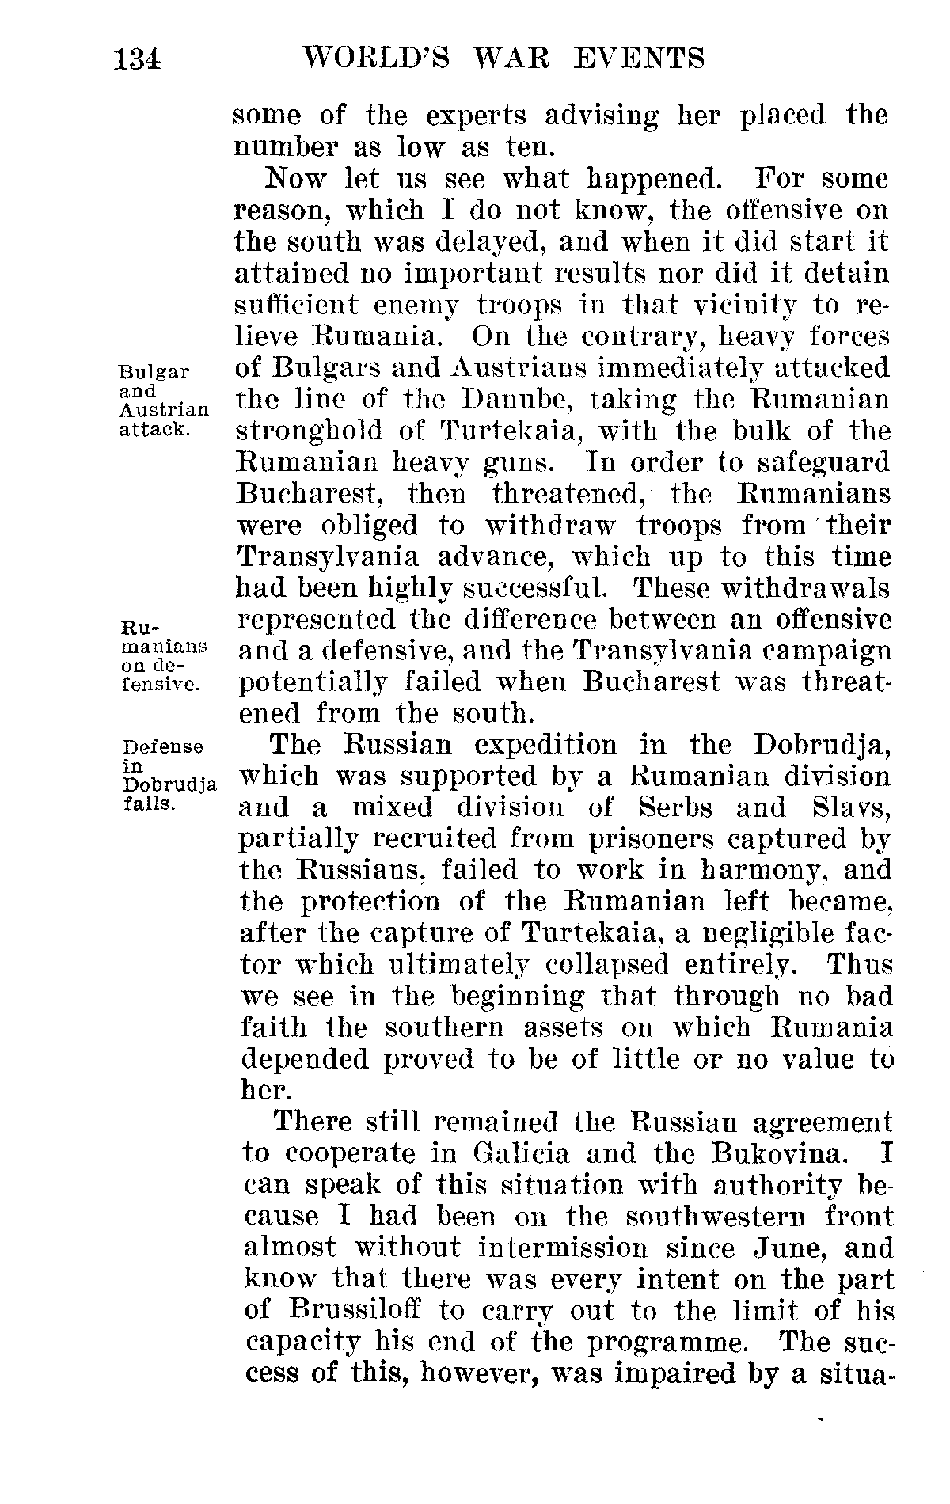 134 WORLD'S WAR EVENTS
some of the experts advising her placed the
number as low as ten.
Now let us see what happened. For some
reason, which I do not know, the offensive on
the south was delayed, and when it did start it
attained no important results nor did it detain
sufficient enemy troops in that vicinity to re-
lieve Rumania. On the contrary, heavy forces
Bulgar
and
Austrian
attack.
of Bulgars and Austrians immediately attacked
the line of the Danube, taking the Rumanian
stronghold of Turtekaia, with the bulk of the
Rumanian heavy guns. In order to safeguard
Bucharest, then threatened, the Rumanians
were obliged to withdraw troops from their
Transylvania advance, which up to this time
had been highly successful. These withdrawals
Ru-
manians
on de-
fensive.
represented the difference between an offensive
and a defensive, and the Transylvania campaign
potentially failed when Bucharest was threat-
ened from the south.
Defense
in
Dobrudja
falls.
The Russian expedition in the Dobrudja,
which was supported by a Rumanian division
and a mixed division of Serbs and Slavs,
partially recruited from prisoners captured by
the Russians, failed to work in harmony, and
the protection of the Rumanian left became,
after the capture of Turtekaia, a negligible fac-
tor which ultimately collapsed entirely. Thus
we see in the beginning that through no bad
faith the southern assets on which Rumania
depended proved to be of little or no value to
her.
There still remained the Russian agreement
to cooperate in Galicia and the Bukovina. I
can speak of this situation with authority be-
cause I had been on the southwestern front
almost without intermission since June, and
know that there was every intent on the part
of Brussiloff to carry out to the limit of his
capacity his end of the programme. The suc-
cess of this, however, was impaired by a situa-